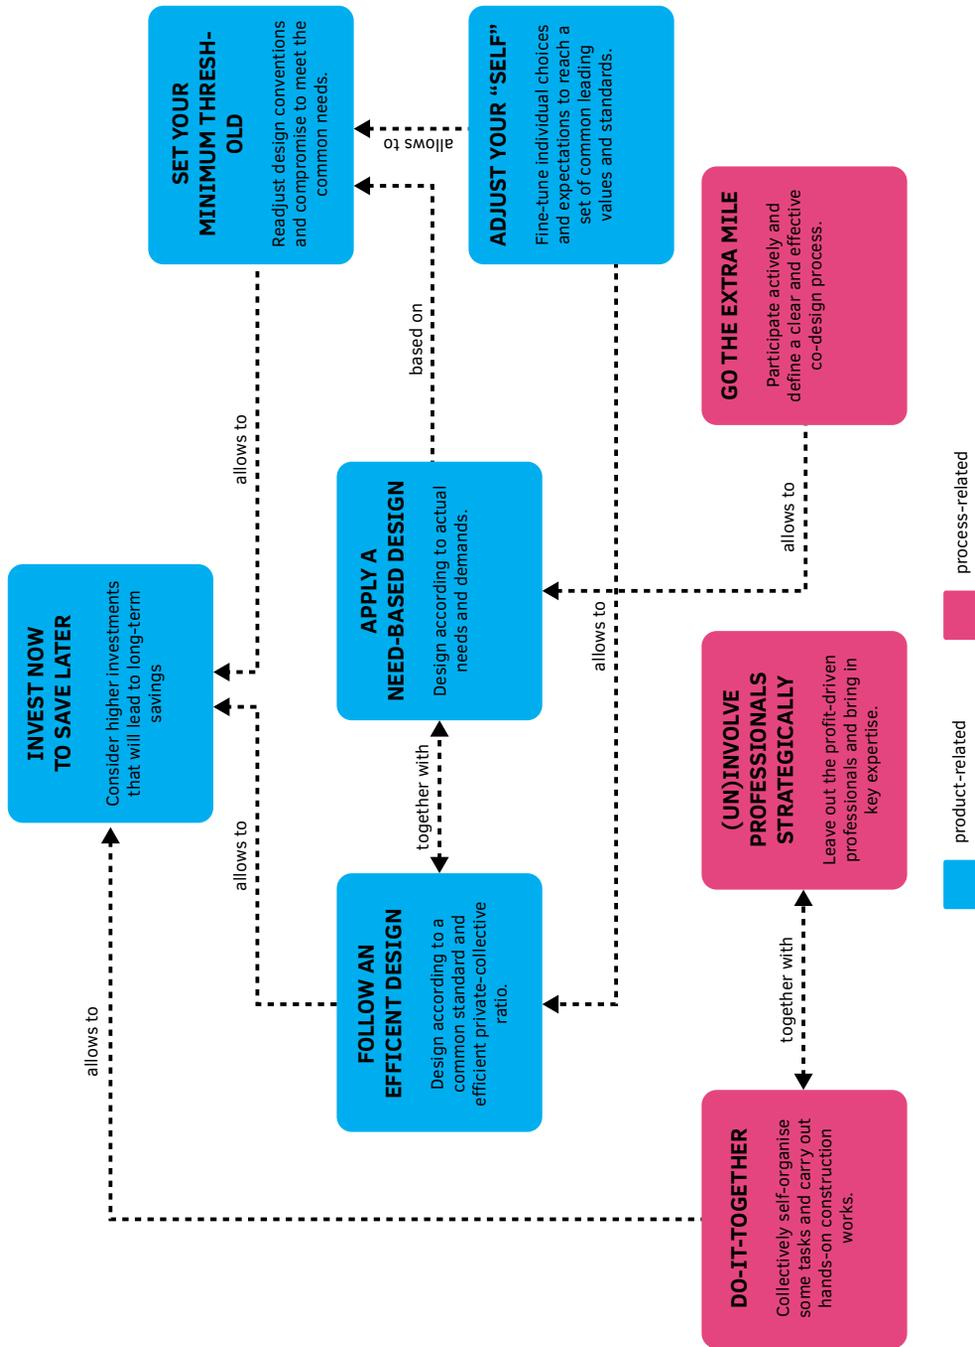 INVEST NOW
TO SAVE LATER
Consider higher investments
that will lead to long-term
savings
allows to
allows to
allows to
SET YOUR
MINIMUM THRESH-
OLD
Readjust design conventions
and compromise to meet the
common needs.
FOLLOW AN
EFFICENT DESIGN
Design according to a
common standard and
efficient private-collective
ratio.
together with
APPLY A
NEED-BASED DESIGN
Design according to actual
needs and demands.
based on
allows to
ADJUST YOUR “SELF”
Fine-tune individual choices
and expectations to reach a
set of common leading
values and standards.
allows to
DO-IT-TOGETHER
Collectively self-organise
some tasks and carry out
hands-on construction
works.
together with
(UN)INVOLVE
PROFESSIONALS
STRATEGICALLY
Leave out the profit-driven
professionals and bring in
key expertise.
allows to
GO THE EXTRA MILE
Participate actively and
define a clear and effective
co-design process.
product-related
process-related